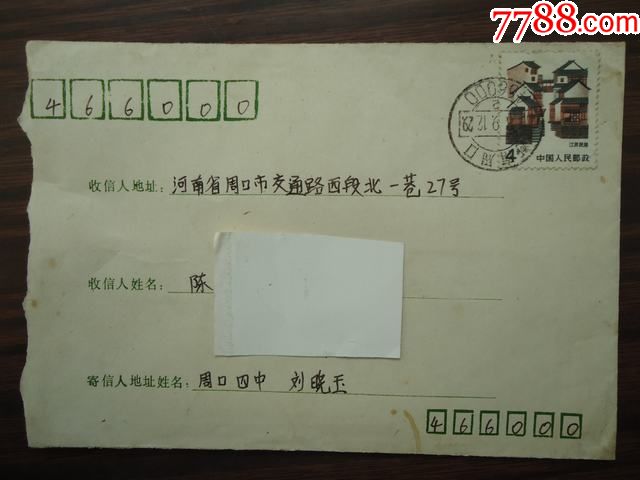 7788.com
466000
江苏民居
4
中国人民邮政
收信人地址：河南省周口市交通路西段北一巷27号
收信人姓名：陈
寄信人地址姓名：周口四中 刘晓玉
466000